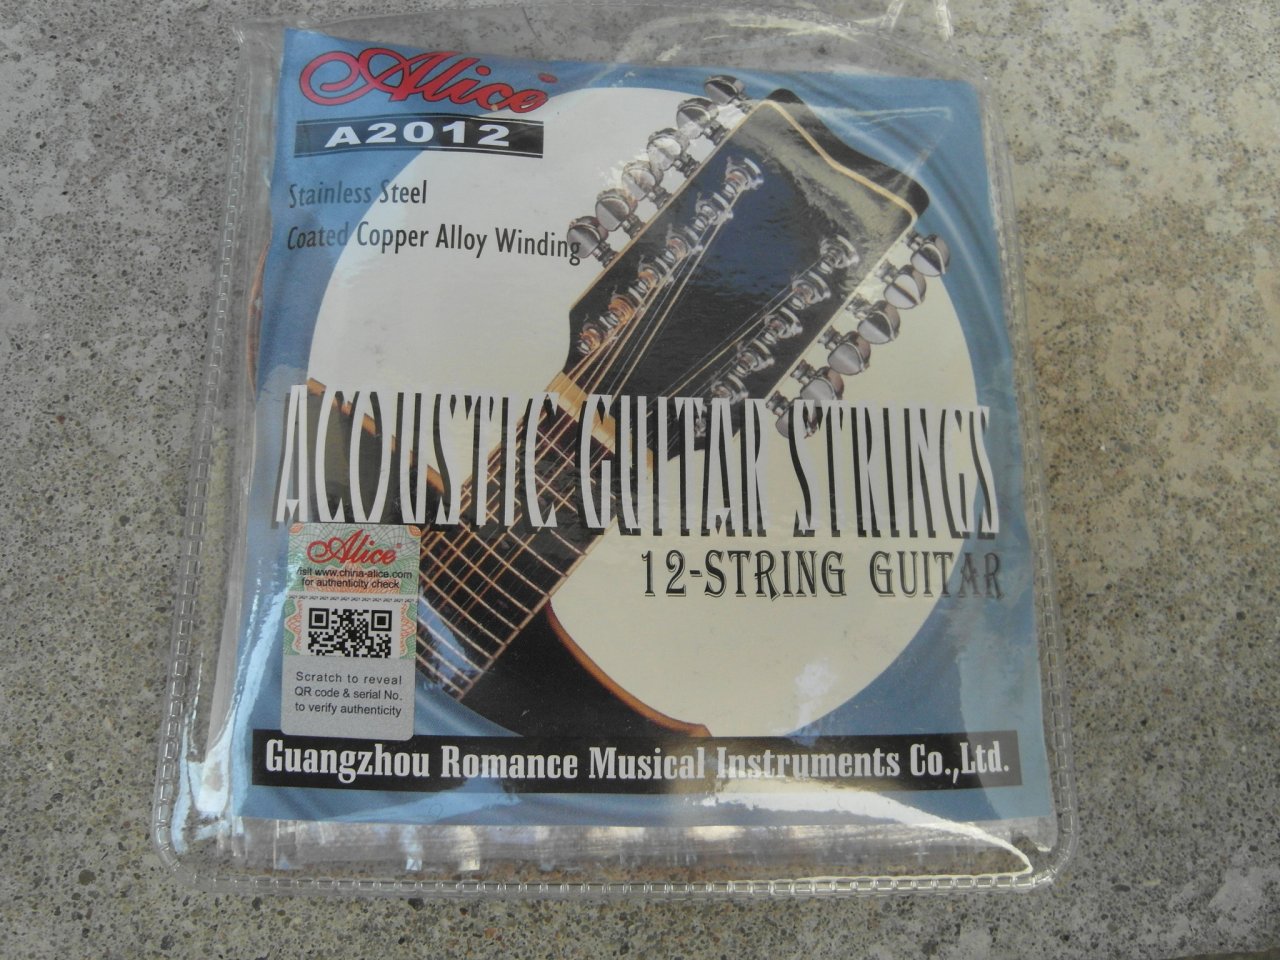 Alice
A2012
Stainless Steel
Coated Copper Alloy Winding
ACOUSTIC GUITAR STRINGS
12-STRING GUITAR
Alice
visit www.china-alice.com
for authenticity check
Scratch to reveal
QR code & serial No.
to verify authenticity
Guangzhou Romance Musical Instruments Co.,Ltd.